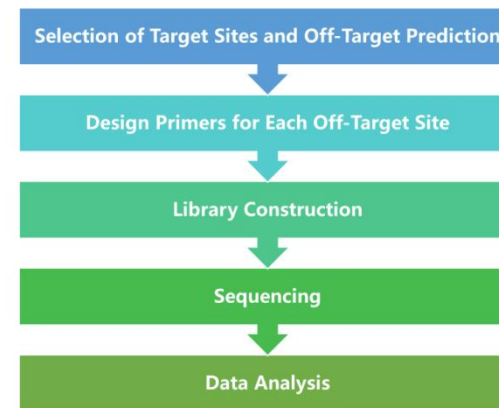 Selection of Target Sites and Off-Target Prediction
Design Primers for Each Off-Target Site
Library Construction
Sequencing
Data Analysis